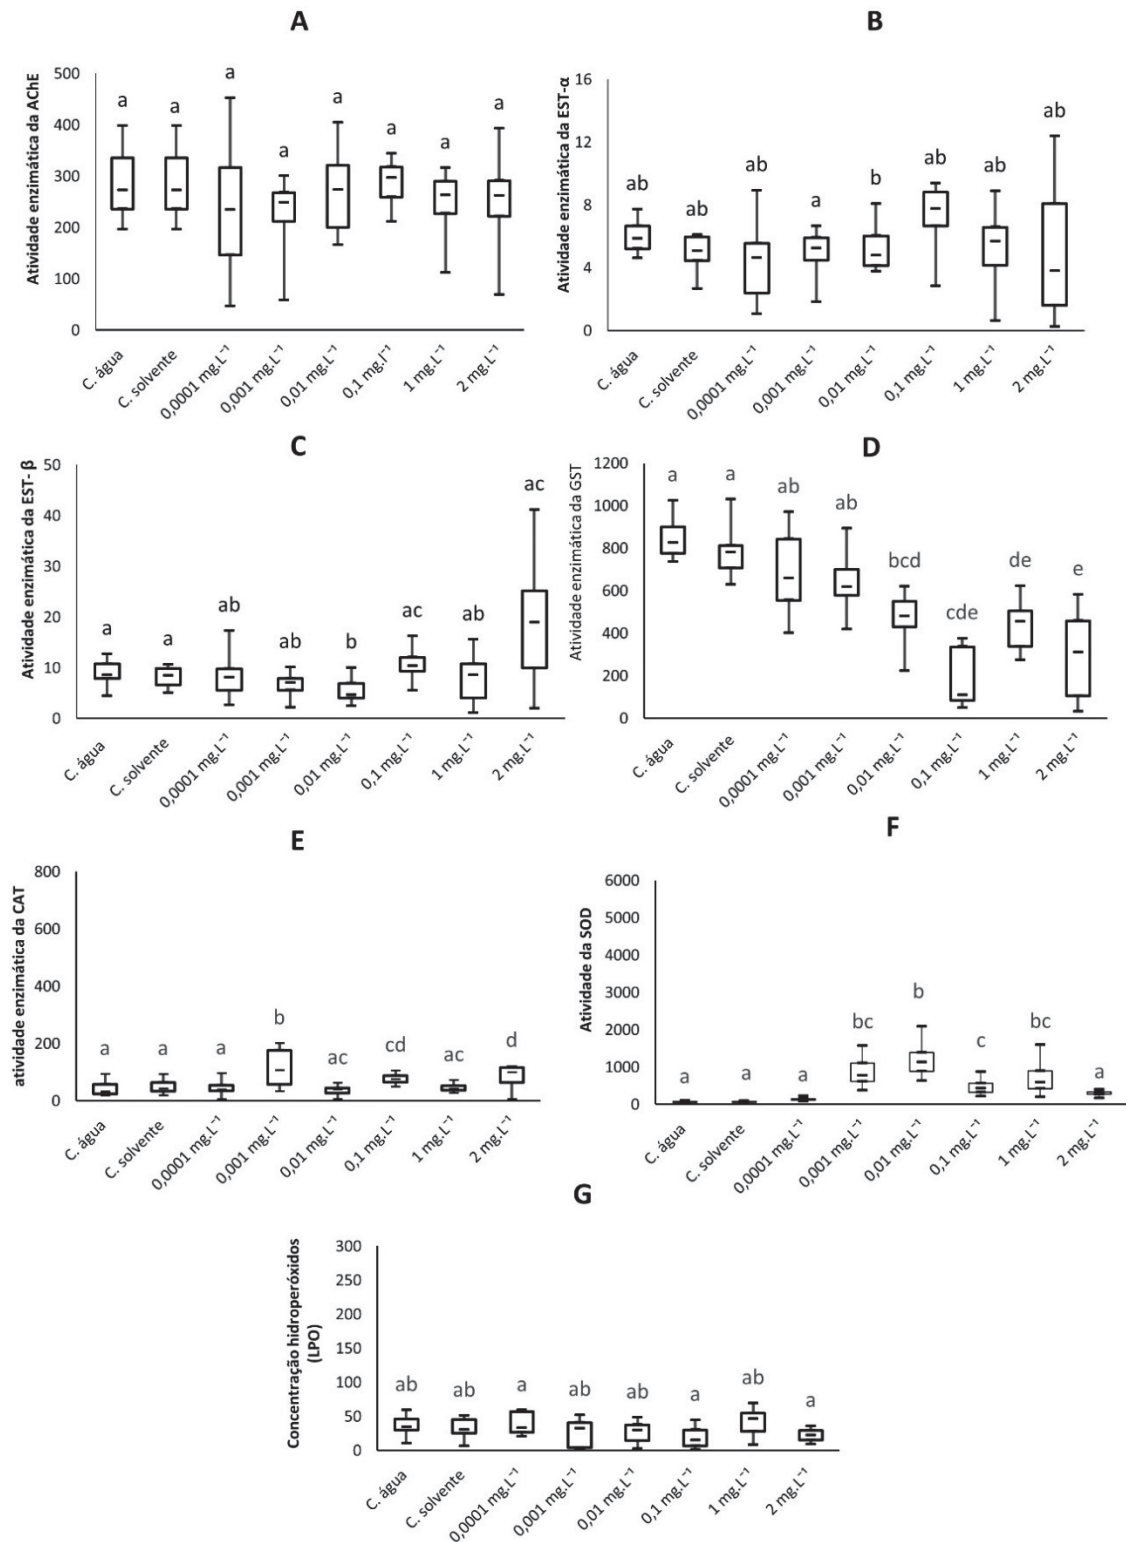 A
Atividade enzimática da AChE
500
400
300
200
100
0
a
a
a
a
a
a
a
a
C. água
C. solvente
0,0001 mg.L⁻¹
0,001 mg.L⁻¹
0,01 mg.L⁻¹
0,1 mg.l⁻¹
1 mg.L⁻¹
2 mg.L⁻¹
B
Atividade enzimática da EST-α
16
12
8
4
0
ab
ab
ab
a
b
ab
ab
ab
C. água
C. solvente
0,0001 mg.L⁻¹
0,001 mg.L⁻¹
0,01 mg.L⁻¹
0,1 mg.L⁻¹
1 mg.L⁻¹
2 mg.L⁻¹
C
Atividade enzimática da EST- β
50
40
30
20
10
0
a
a
ab
ab
b
ac
ab
ac
C. água
C. solvente
0,0001 mg.L⁻¹
0,0001 mg.L⁻¹
0,01 mg.L⁻¹
0,1 mg.L⁻¹
1 mg.L⁻¹
2 mg.L⁻¹
D
Atividade enzimática da GST
1200
1000
800
600
400
200
0
a
a
ab
ab
bcd
cde
de
e
C. água
C. solvente
0,0001 mg.L⁻¹
0,001 mg.L⁻¹
0,01 mg.L⁻¹
0,1 mg.L⁻¹
1 mg.L⁻¹
2 mg.L⁻¹
E
atividade enzimática da CAT
800
600
400
200
0
a
a
a
b
ac
cd
ac
d
C. água
C. solvente
0,0001 mg.L⁻¹
0,001 mg.L⁻¹
0,01 mg.L⁻¹
0,1 mg.L⁻¹
1 mg.L⁻¹
2 mg.L⁻¹
F
Atividade da SOD
6000
5000
4000
3000
2000
1000
0
a
a
a
bc
b
c
bc
a
C. água
C. solvente
0,0001 mg.L⁻¹
0,001 mg.L⁻¹
0,01 mg.L⁻¹
0,1 mg.L⁻¹
1 mg.L⁻¹
2 mg.L⁻¹
G
Concentração hidroperóxidos
(LPO)
300
250
200
150
100
50
0
ab
ab
a
ab
ab
a
ab
a
C. água
C. solvente
0,0001 mg.L⁻¹
0,001 mg.L⁻¹
0,01 mg.L⁻¹
0,1 mg.L⁻¹
1 mg.L⁻¹
2 mg.L⁻¹